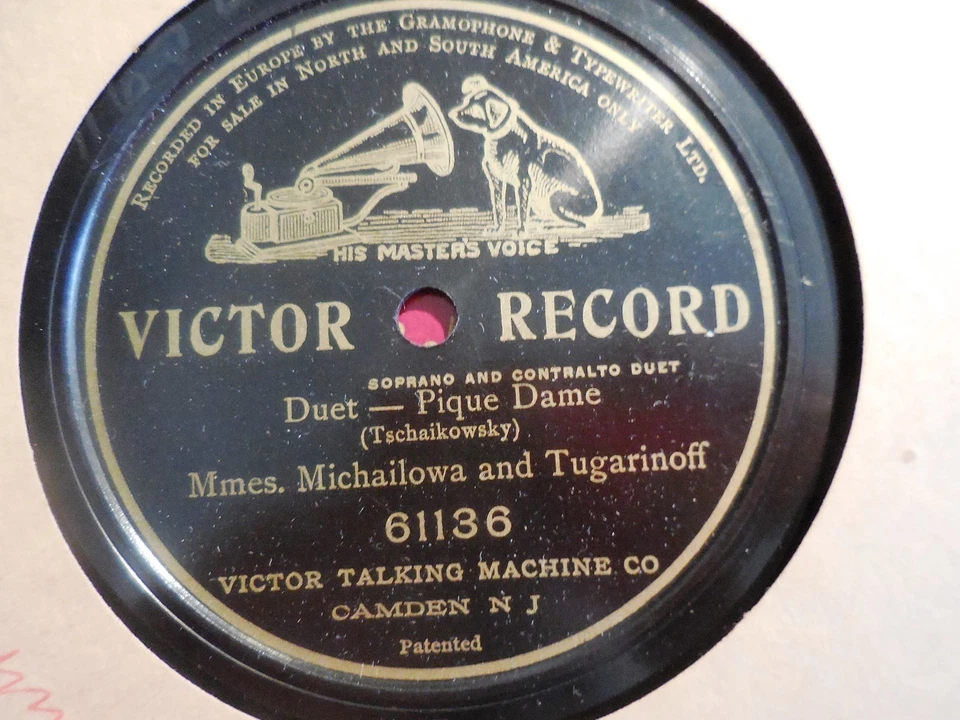 RECORDED IN EUROPE BY THE GRAMOPHONE & TYPEWRITER LTD.
FOR SALE IN NORTH AND SOUTH AMERICA ONLY
HIS MASTER'S VOICE
VICTOR RECORD
SOPRANO AND CONTRALTO DUET
Duet — Pique Dame
(Tschaikowsky)
Mmes. Michailowa and Tugarinoff
61136
VICTOR TALKING MACHINE CO
CAMDEN N J
Patented